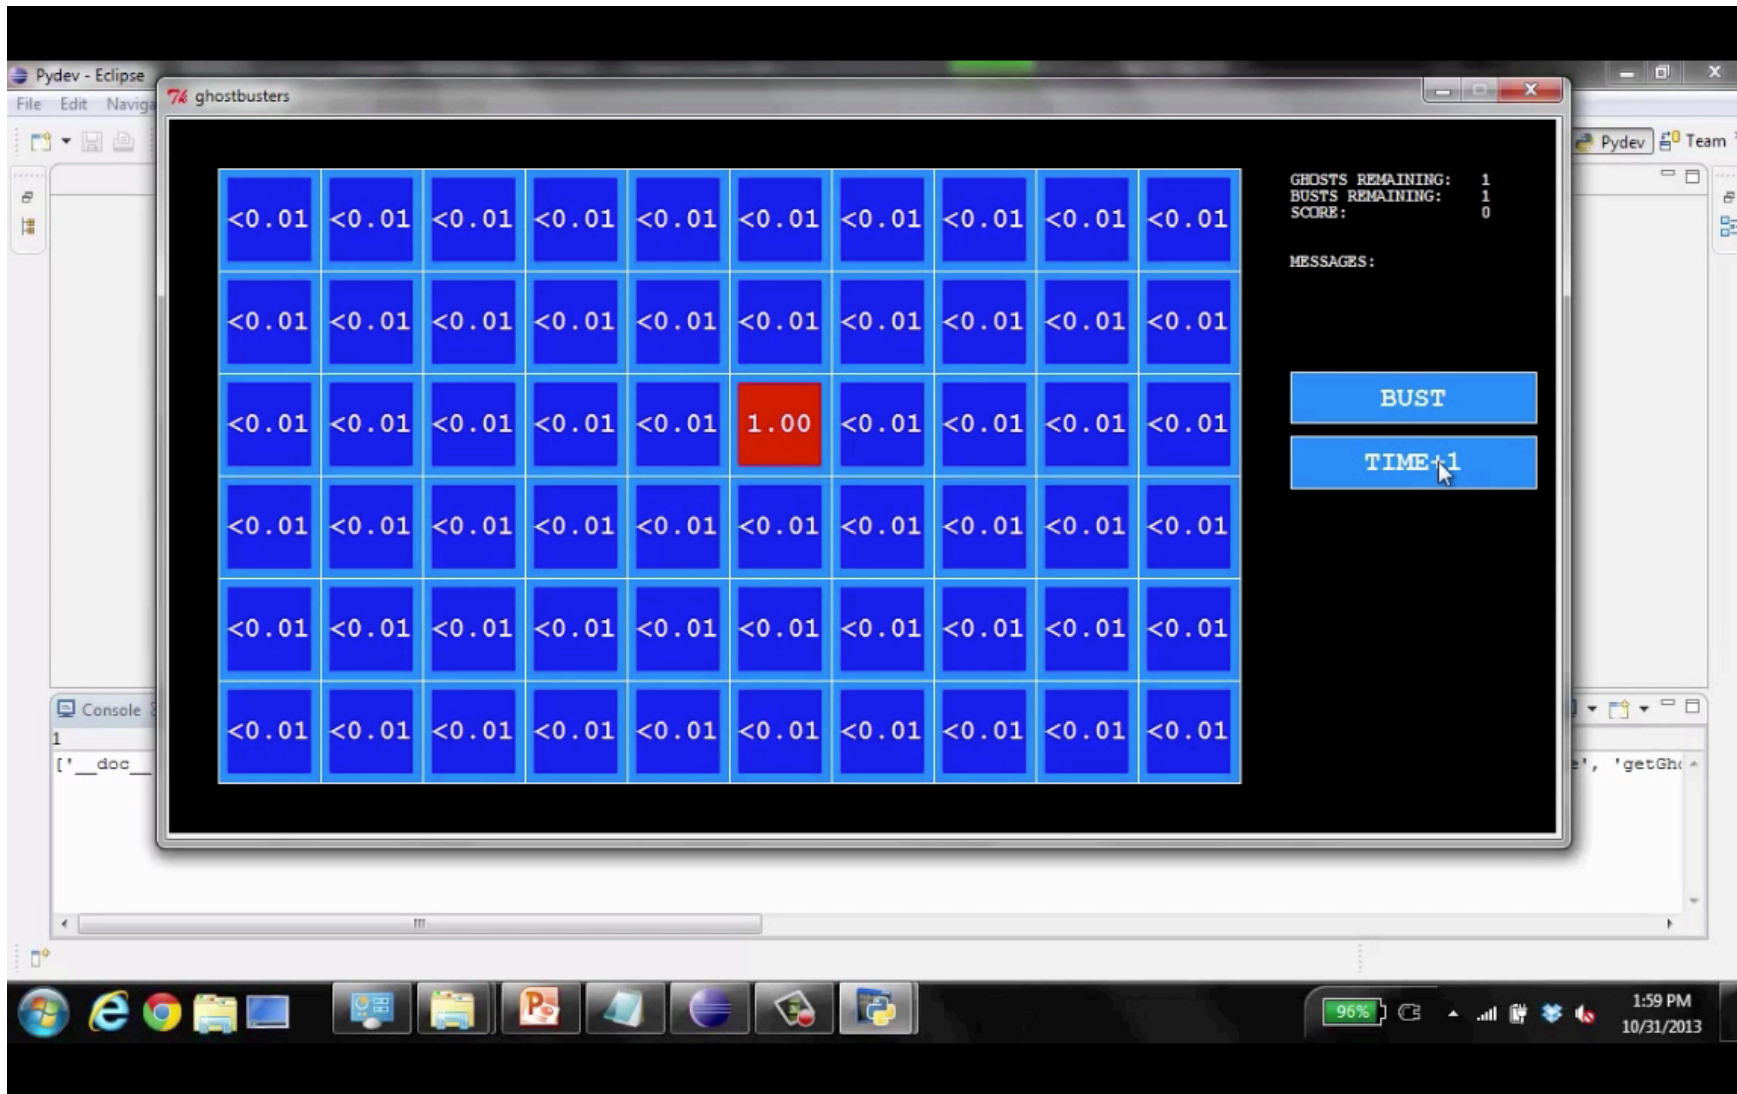 Pydev - Eclipse
File Edit Naviga
7% ghostbusters
Pydev Team
<0.01 <0.01 <0.01 <0.01 <0.01 <0.01 <0.01 <0.01 <0.01 <0.01
<0.01 <0.01 <0.01 <0.01 <0.01 <0.01 <0.01 <0.01 <0.01 <0.01
<0.01 <0.01 <0.01 <0.01 <0.01 1.00 <0.01 <0.01 <0.01 <0.01
<0.01 <0.01 <0.01 <0.01 <0.01 <0.01 <0.01 <0.01 <0.01 <0.01
<0.01 <0.01 <0.01 <0.01 <0.01 <0.01 <0.01 <0.01 <0.01 <0.01
<0.01 <0.01 <0.01 <0.01 <0.01 <0.01 <0.01 <0.01 <0.01 <0.01
GHOSTS REMAINING: 1
BUSTS REMAINING: 1
SCORE: 0
MESSAGES:
BUST
TIME+1
Console
1
['__doc__
e', 'getGho
96%
1:59 PM
10/31/2013